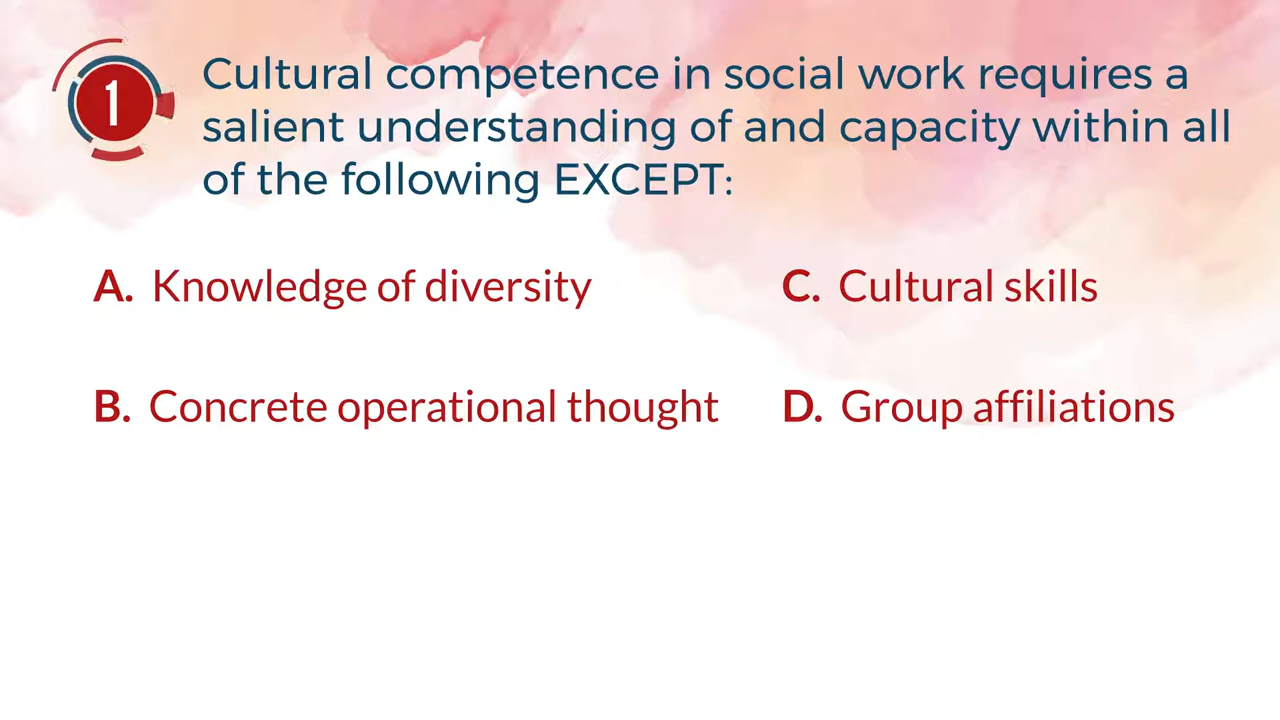 1
Cultural competence in social work requires a
salient understanding of and capacity within all
of the following EXCEPT:
A. Knowledge of diversity
C. Cultural skills
B. Concrete operational thought
D. Group affiliations